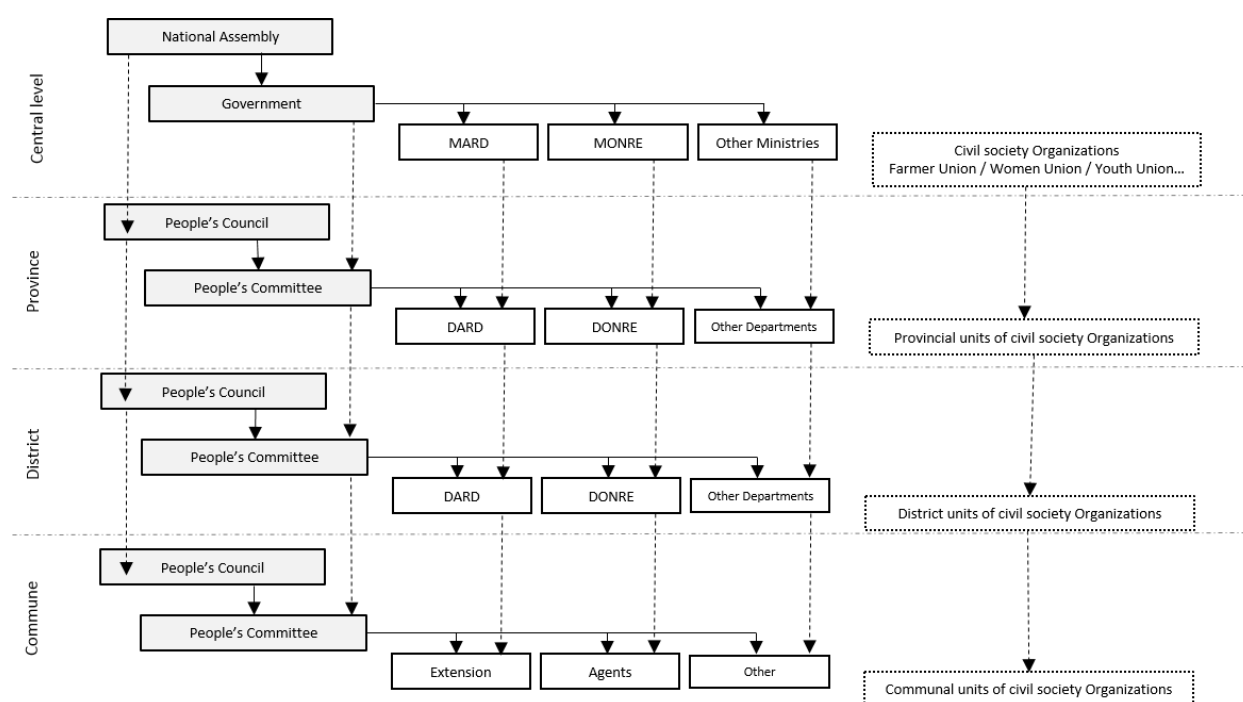 National Assembly
Central level
Government
MARD
MONRE
Other Ministries
Civil society Organizations
Farmer Union / Women Union / Youth Union...
People's Council
Province
People's Committee
DARD
DONRE
Other Departments
Provincial units of civil society Organizations
People's Council
District
People's Committee
DARD
DONRE
Other Departments
District units of civil society Organizations
People's Council
Commune
People's Committee
Extension
Agents
Other
Communal units of civil society Organizations